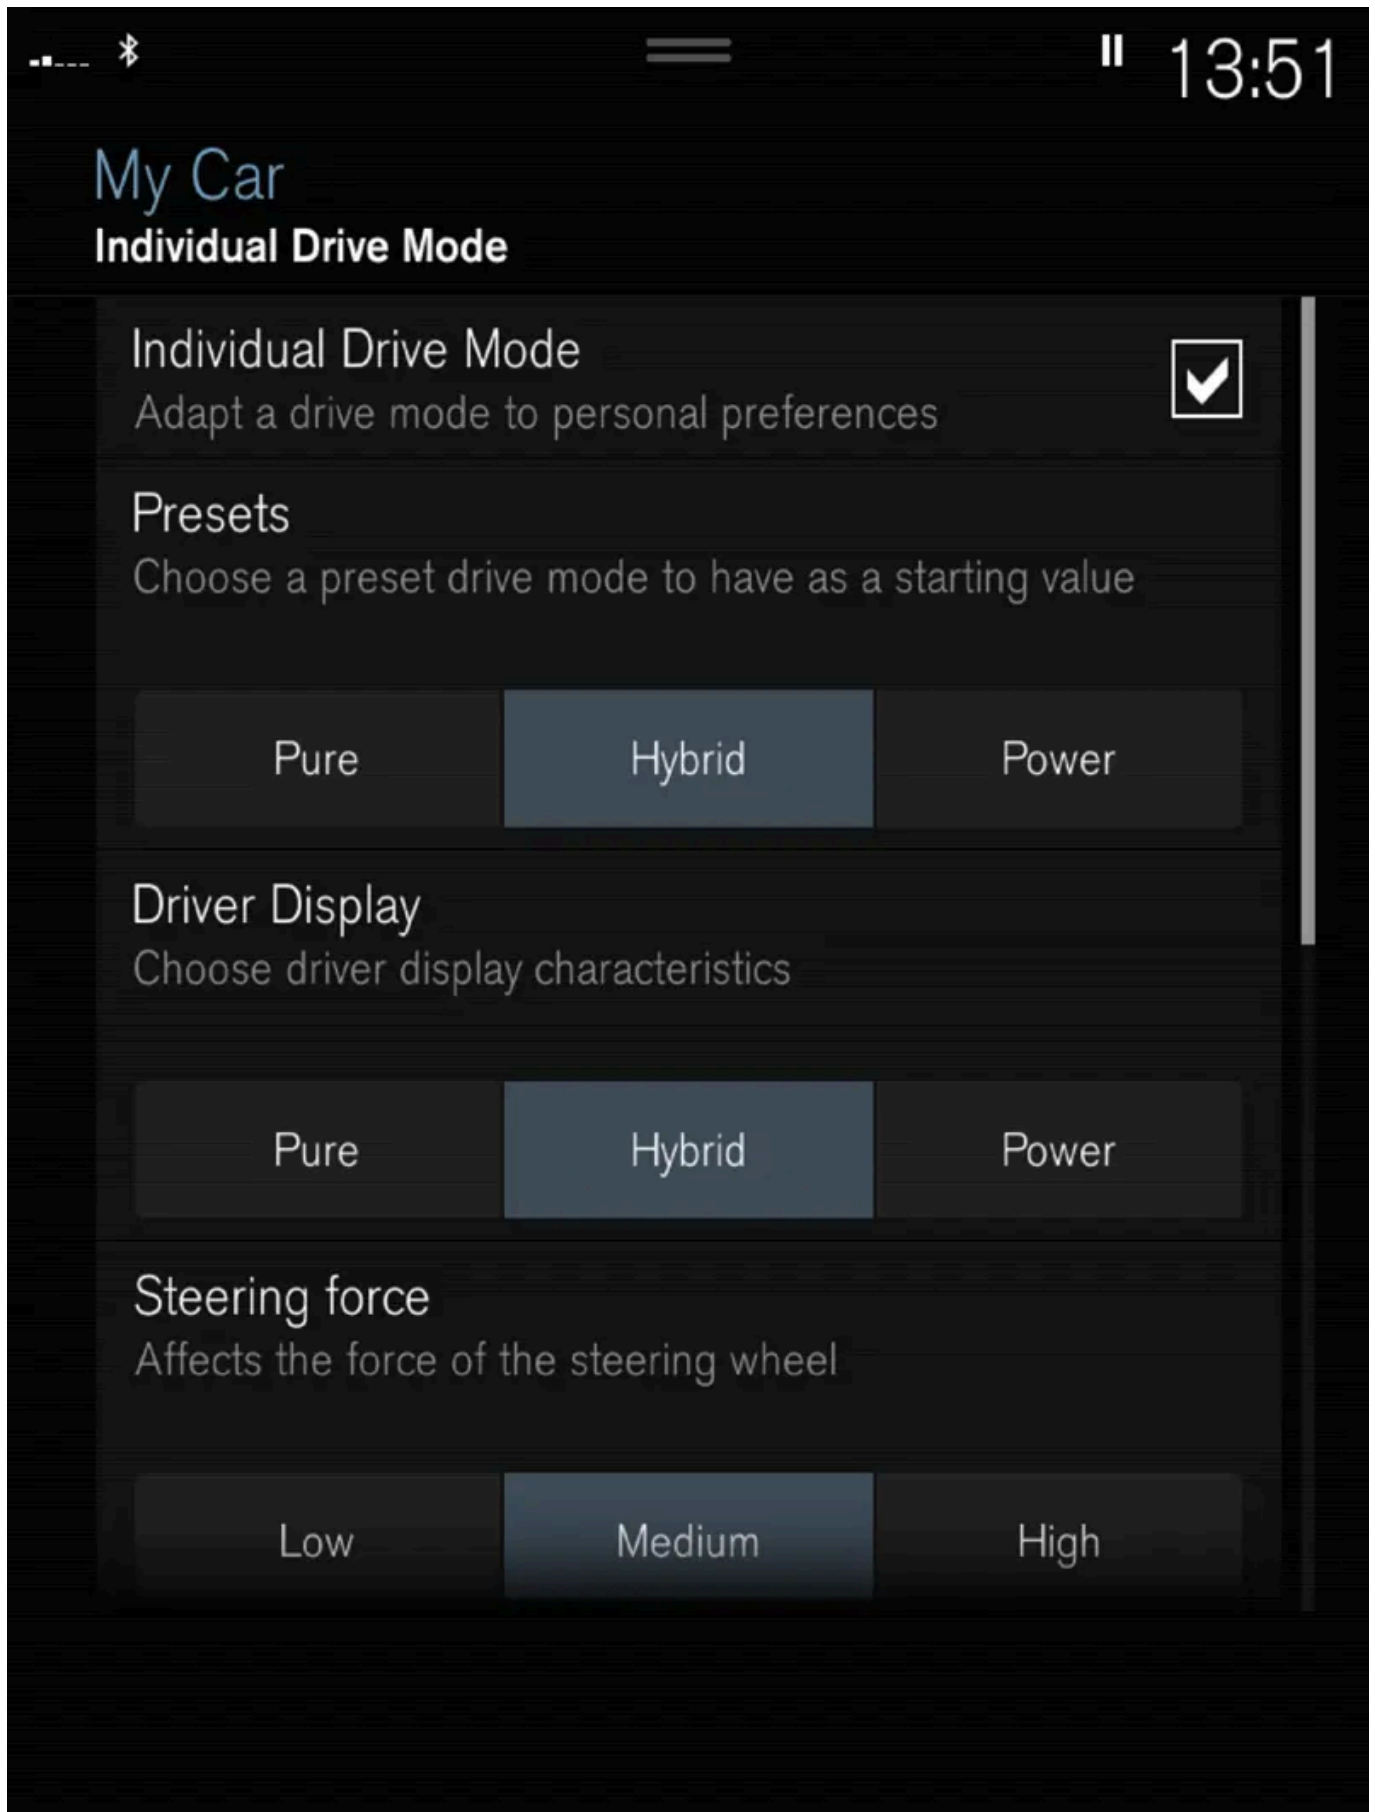 13:51
My Car
Individual Drive Mode
Individual Drive Mode
Adapt a drive mode to personal preferences
Presets
Choose a preset drive mode to have as a starting value
Pure Hybrid Power
Driver Display
Choose driver display characteristics
Pure Hybrid Power
Steering force
Affects the force of the steering wheel
Low Medium High